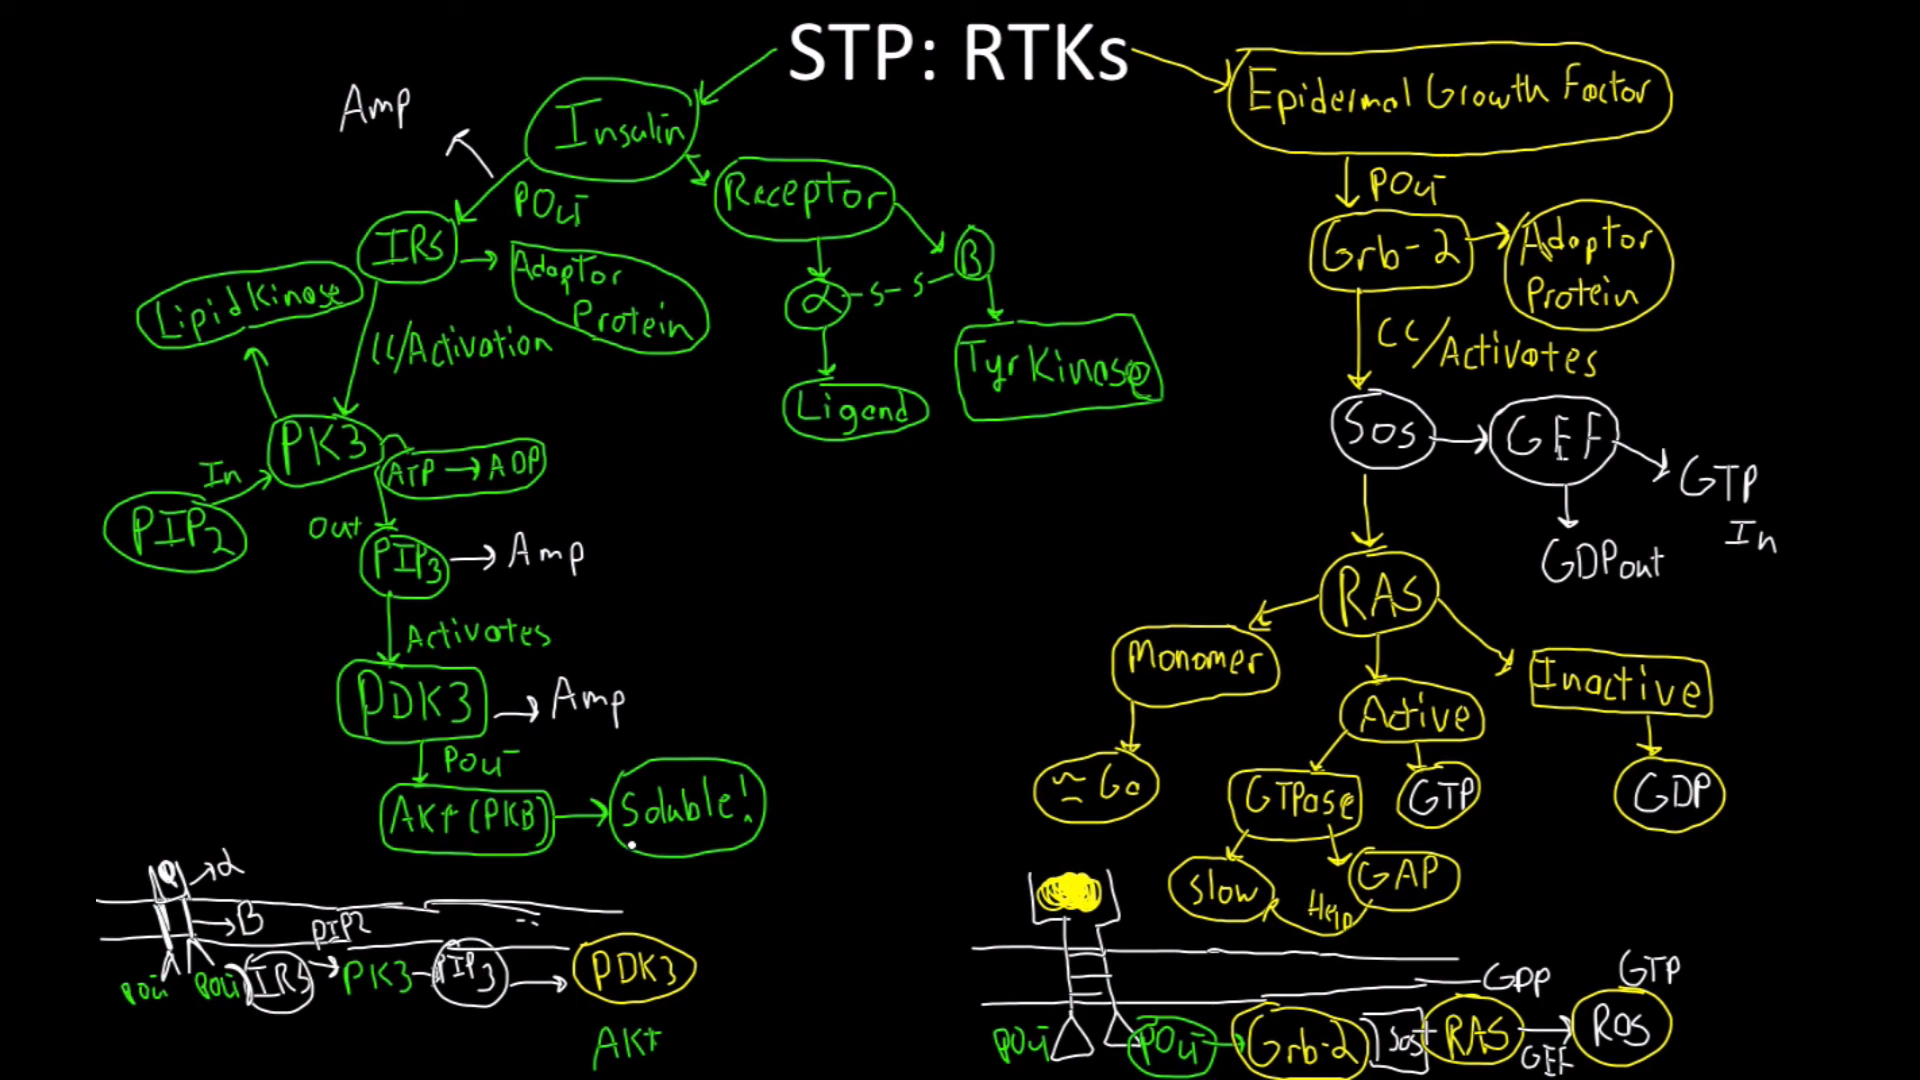 STP: RTKs
Amp
Insulin
PO4-
IRS
Adaptor
Protein
Lipid Kinase
CC/Activation
PK3
ATP → ADP
In
PIP2
Out
PIP3 → Amp
Activates
PDK3 → Amp
PO4-
AKt (PKB) → Soluble!
Receptor
α -s-s- B
Ligand
Tyr Kinase
α
B
PIP2
PO4- PO4- IRS → PK3 - PIP3 → PDK3
AKt
Epidermal Growth Factor
PO4-
Grb-2
Adaptor
Protein
CC/Activates
Sos → GEF
GTP
In
GDP out
RAS
Monomer
Active
Inactive
≈ Gα
GTPase
GTP
GDP
Slow
Help
GAP
GDP
GTP
PO4- PO4- Grb-2 Sos RAS → RAS
GEF